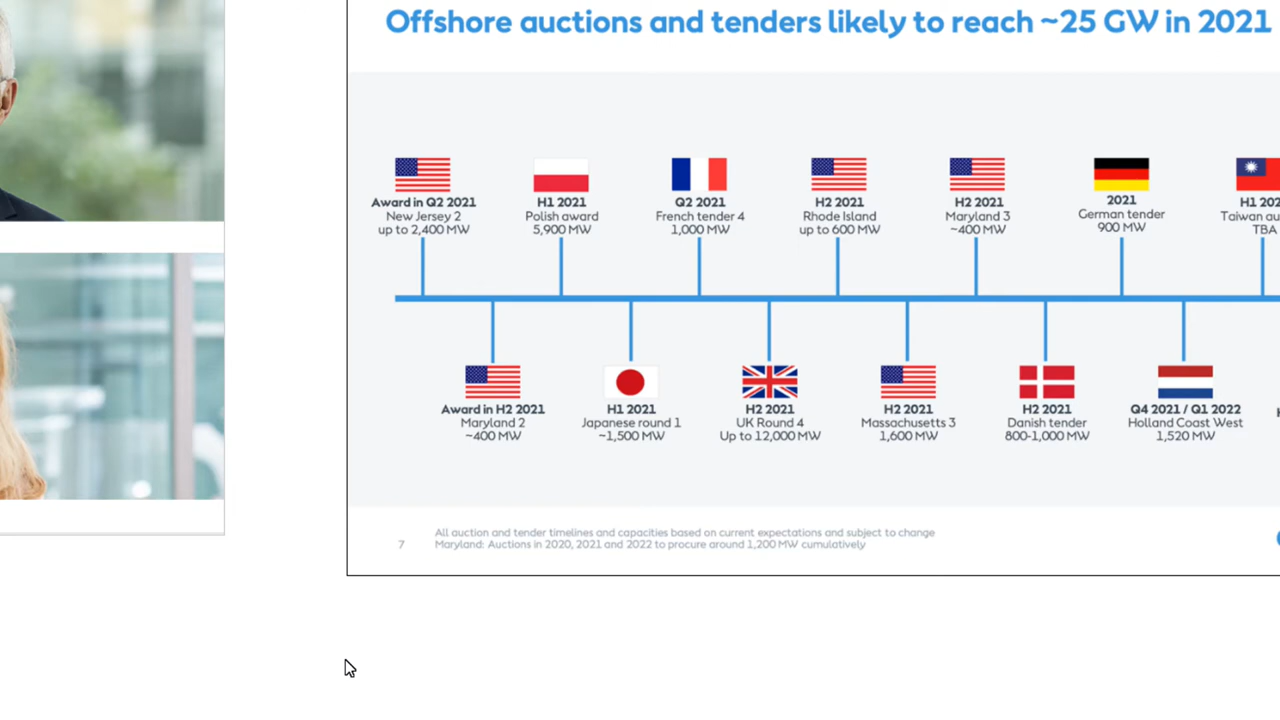 Offshore auctions and tenders likely to reach ~25 GW in 2021
Award in Q2 2021
New Jersey 2
up to 2,400 MW
H1 2021
Polish award
5,900 MW
Q2 2021
French tender 4
1,000 MW
H2 2021
Rhode Island
up to 600 MW
H2 2021
Maryland 3
~400 MW
2021
German tender
900 MW
H1 202
Taiwan au
TBA
Award in H2 2021
Maryland 2
~400 MW
H1 2021
Japanese round 1
~1,500 MW
H2 2021
UK Round 4
Up to 12,000 MW
H2 2021
Massachusetts 3
1,600 MW
H2 2021
Danish tender
800-1,000 MW
Q4 2021 / Q1 2022
Holland Coast West
1,520 MW
All auction and tender timelines and capacities based on current expectations and subject to change
7 Maryland: Auctions in 2020, 2021 and 2022 to procure around 1,200 MW cumulatively